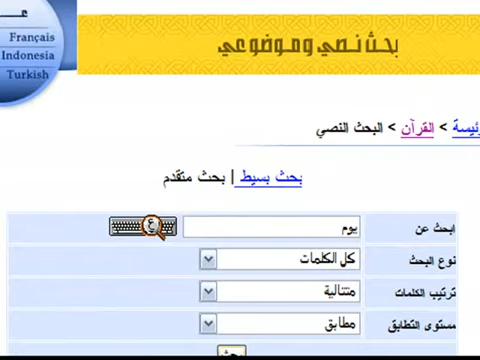 Français
Indonesia
Turkish
بحث نصي وموضوعي
> القرآن > البحث النصي
بحث بسيط | بحث متقدم
ابحث عن يوم
نوع البحث كل الكلمات
ترتيب الكلمات متتالية
مستوى التطابق مطابق
بحث